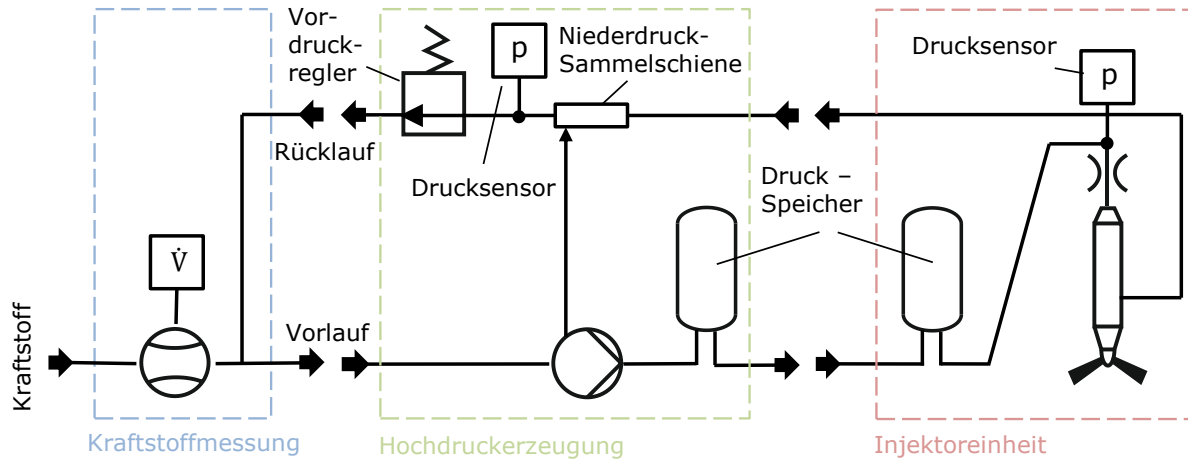 Vor-
druck-
regler
p
Niederdruck-
Sammelschiene
Drucksensor
p
Rücklauf
Drucksensor
Druck –
Speicher
V̇
Kraftstoff
Vorlauf
Kraftstoffmessung
Hochdruckerzeugung
Injektoreinheit